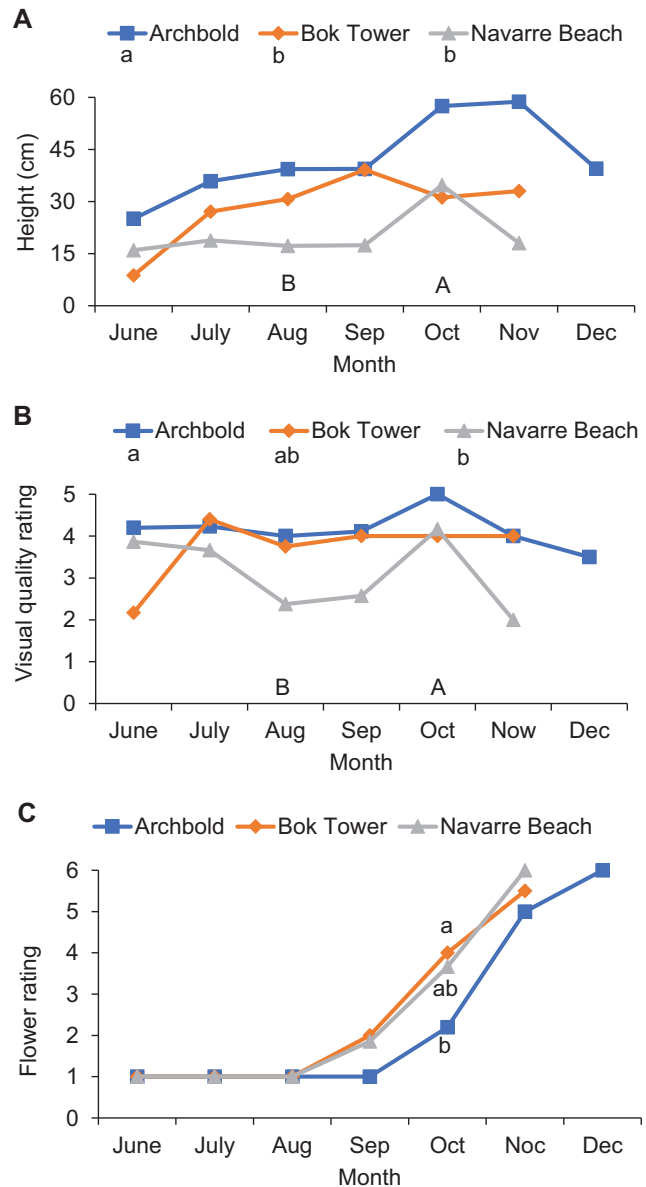 A
Archbold Bok Tower Navarre Beach
a b b
60
45
30
15
0
Height (cm)
B A
June July Aug Sep Oct Nov Dec
Month
B
Archbold Bok Tower Navarre Beach
a ab b
5
4
3
2
1
0
Visual quality rating
B A
June July Aug Sep Oct Now Dec
Month
C
Archbold Bok Tower Navarre Beach
6
5
4
3
2
1
0
Flower rating
a
ab
b
June July Aug Sep Oct Noc Dec
Month